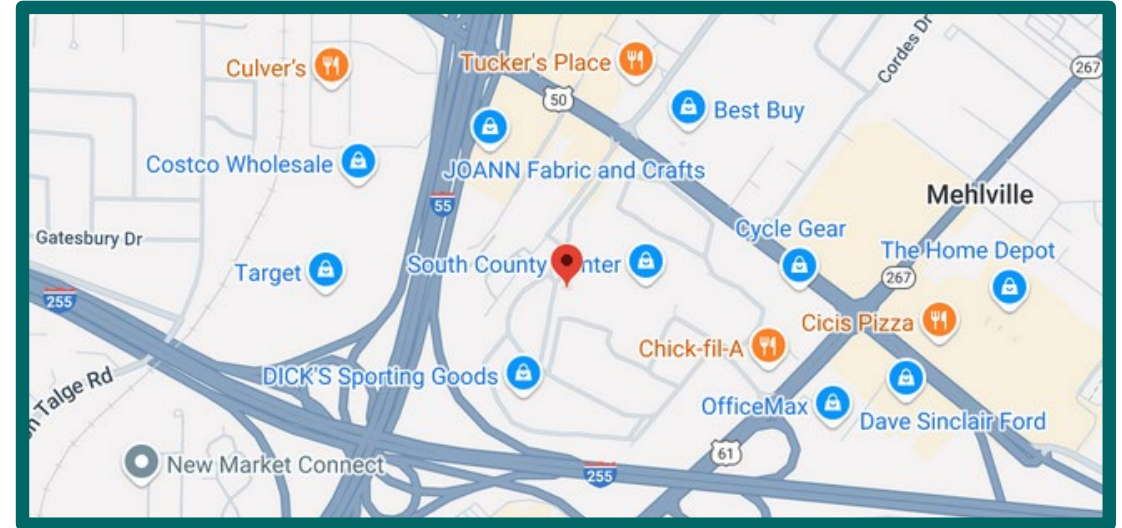 Culver's
Tucker's Place
50
Cordes Dr
267
Best Buy
Costco Wholesale
JOANN Fabric and Crafts
55
Mehlville
Gatesbury Dr
Cycle Gear
The Home Depot
Target
South County nter
267
255
Cicis Pizza
Chick-fil-A
DICK'S Sporting Goods
Talge Rd
OfficeMax
Dave Sinclair Ford
61
New Market Connect
255